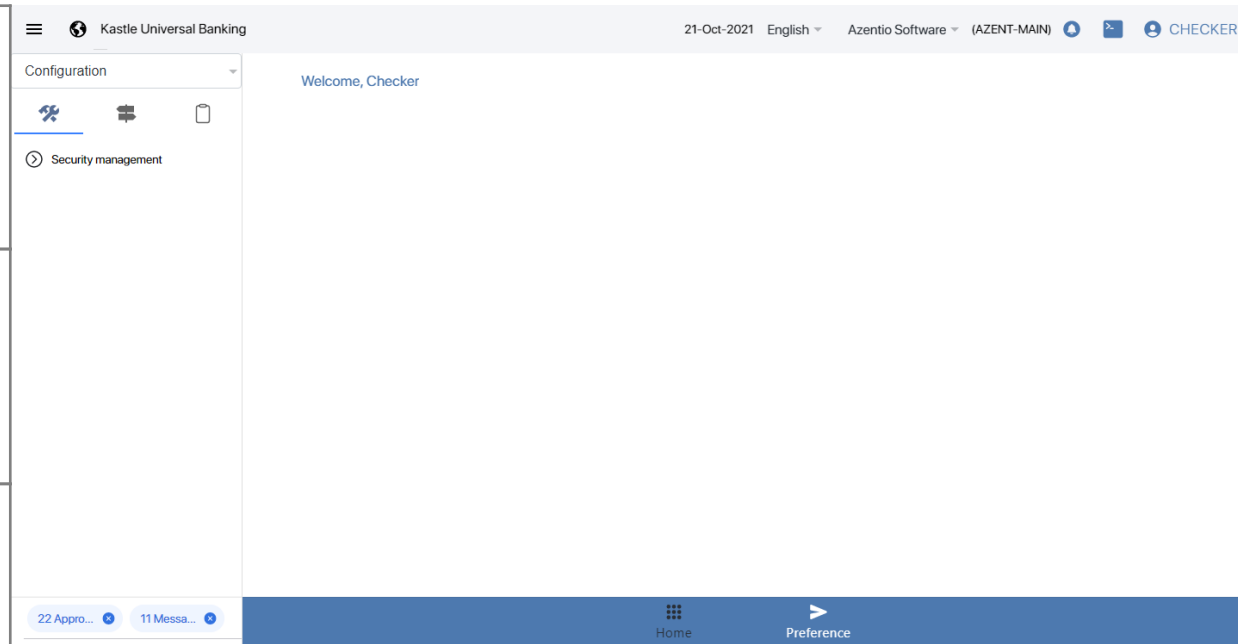 Kastle Universal Banking
21-Oct-2021 English Azentio Software (AZENT-MAIN) CHECKER
Configuration
Welcome, Checker
Security management
22 Appro... 11 Messa...
Home
Preference